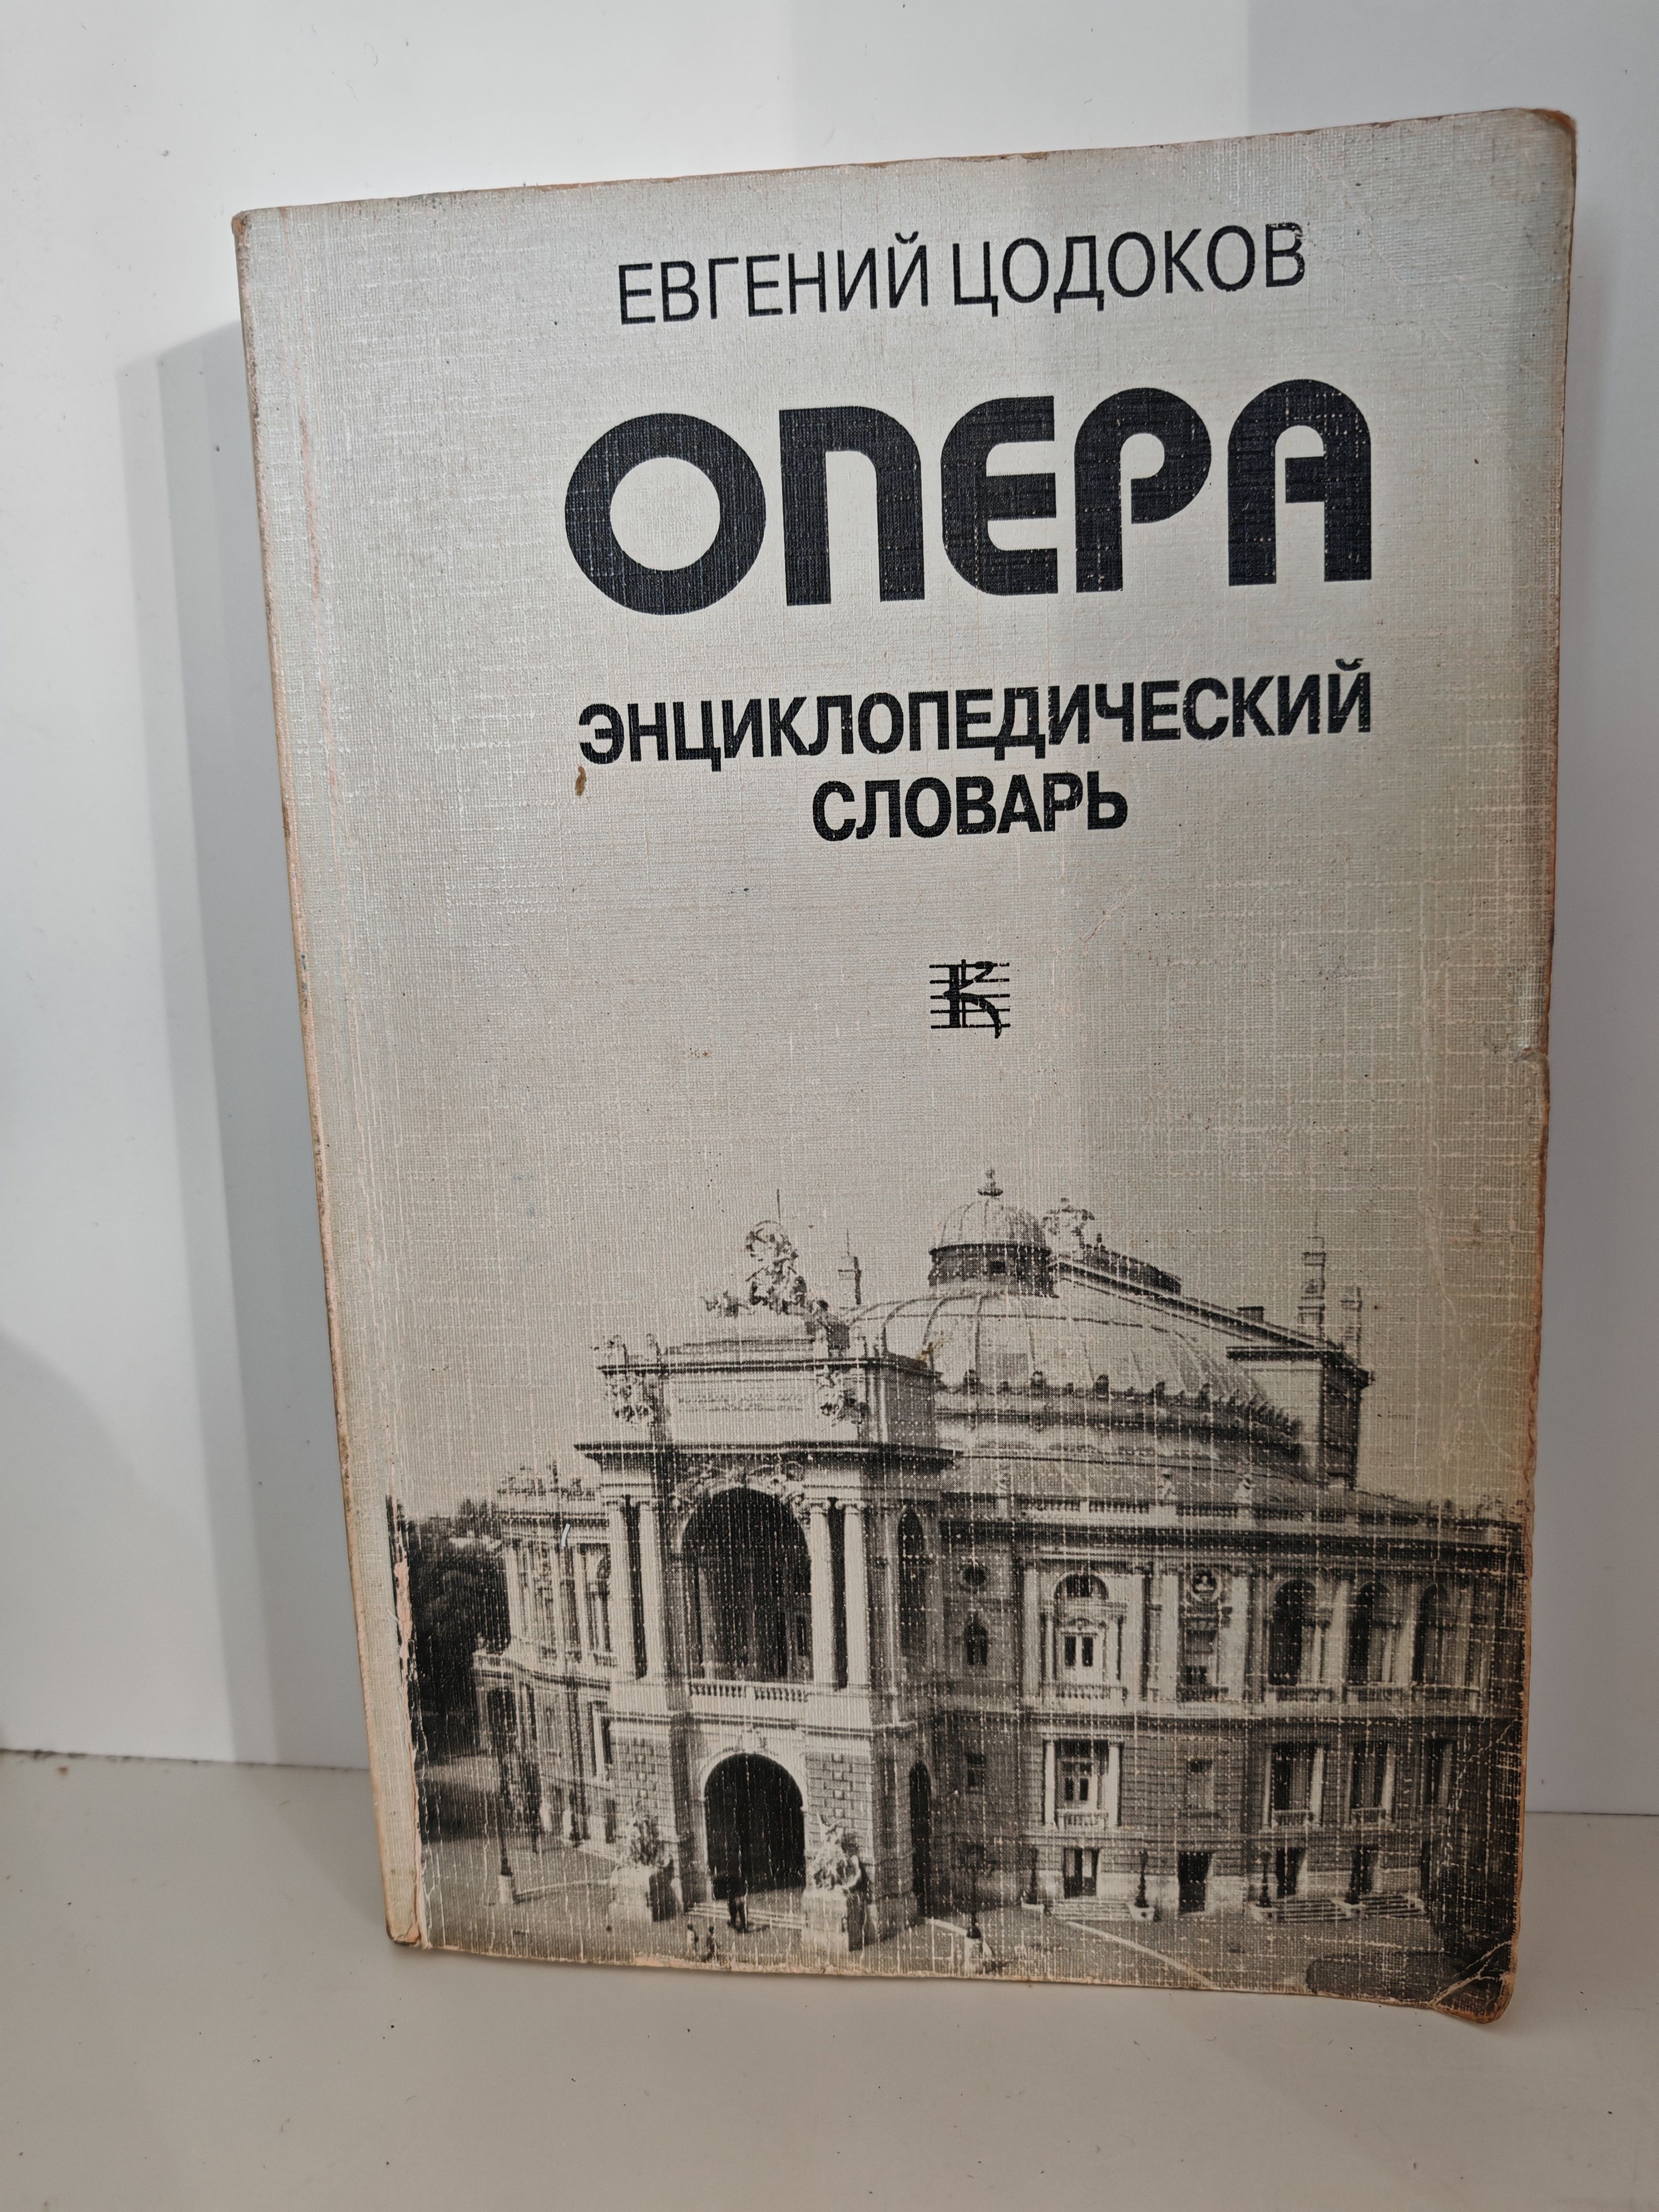 ЕВГЕНИЙ ЦОДОКОВ
ОПЕРА
ЭНЦИКЛОПЕДИЧЕСКИЙ
СЛОВАРЬ
К